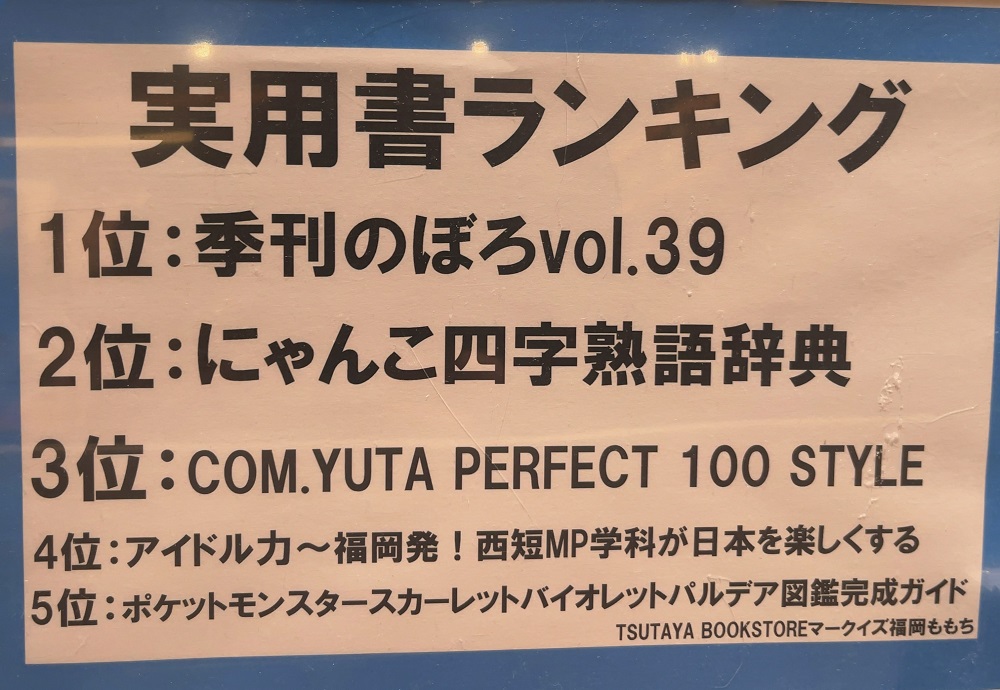 実用書ランキング
1位：季刊のぼろvol.39
2位：にゃんこ四字熟語辞典
3位：COM.YUTA PERFECT 100 STYLE
4位：アイドル力～福岡発！西短MP学科が日本を楽しくする
5位：ポケットモンスタースカーレットバイオレットパルデア図鑑完成ガイド
TSUTAYA BOOKSTOREマークイズ福岡ももち